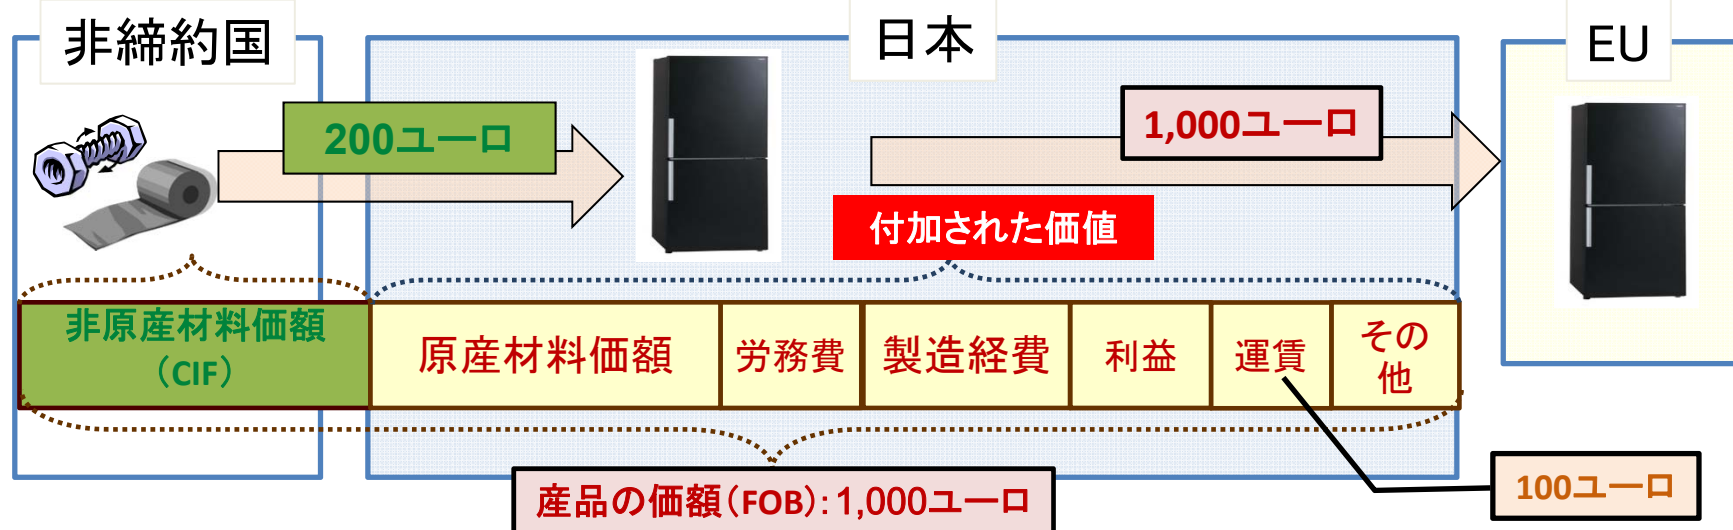 非締約国
日本
EU
200ユーロ
1,000ユーロ
付加された価値
非原産材料価額
（CIF）
原産材料価額
労務費
製造経費
利益
運賃
その
他
産品の価額（FOB）：1,000ユーロ
100ユーロ